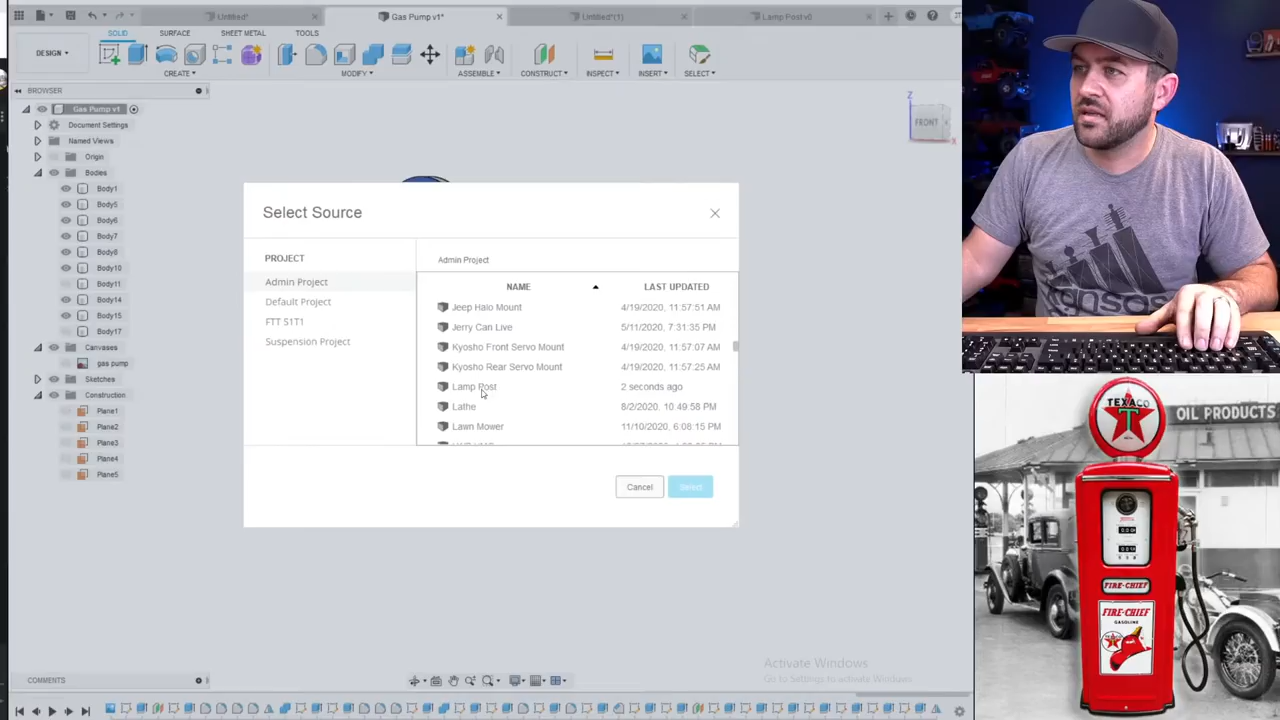 Untitled*
Gas Pump v1*
Untitled*(1)
Lamp Post v0
DESIGN
SOLID
SURFACE
SHEET METAL
TOOLS
CREATE
MODIFY
ASSEMBLE
CONSTRUCT
INSPECT
INSERT
SELECT
BROWSER
Gas Pump v1
Document Settings
Named Views
Origin
Bodies
Body1
Body5
Body6
Body7
Body8
Body10
Body11
Body14
Body15
Body17
Canvases
gas pump
Sketches
Construction
Plane1
Plane2
Plane3
Plane4
Plane5
Z
FRONT
X
Select Source
PROJECT
Admin Project
Default Project
FTT S1T1
Suspension Project
Admin Project
NAME
LAST UPDATED
Jeep Halo Mount
4/19/2020, 11:57:51 AM
Jerry Can Live
5/11/2020, 7:31:35 PM
Kyosho Front Servo Mount
4/19/2020, 11:57:07 AM
Kyosho Rear Servo Mount
4/19/2020, 11:57:25 AM
Lamp Post
2 seconds ago
Lathe
8/2/2020, 10:49:58 PM
Lawn Mower
11/10/2020, 6:08:15 PM
Cancel
Select
Activate Windows
Go to Settings to activate Windows.
COMMENTS
TEXACO
T
OIL PRODUCTS
FIRE-CHIEF
FIRE-CHIEF
GASOLINE